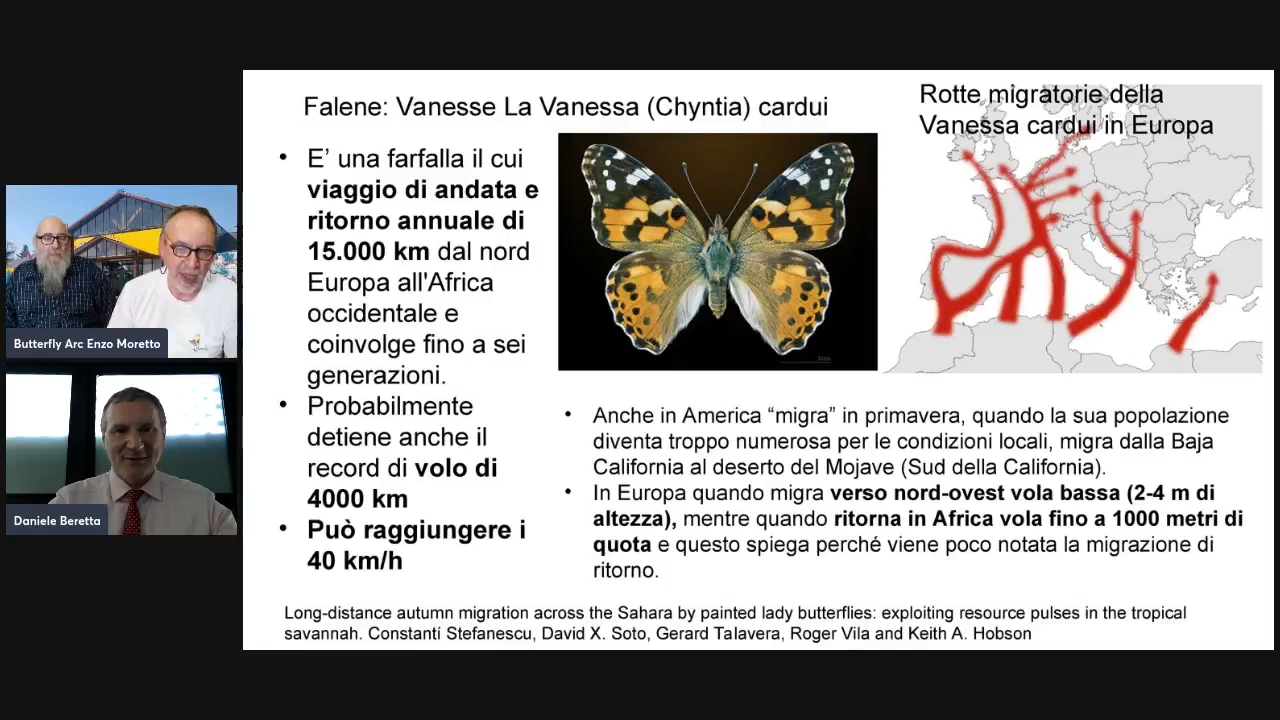 Falene: Vanesse La Vanessa (Chyntia) cardui
Rotte migratorie della
Vanessa cardui in Europa
• E’ una farfalla il cui
viaggio di andata e
ritorno annuale di
15.000 km dal nord
Europa all'Africa
occidentale e
coinvolge fino a sei
generazioni.
• Probabilmente
detiene anche il
record di volo di
4000 km
• Può raggiungere i
40 km/h
• Anche in America “migra” in primavera, quando la sua popolazione
diventa troppo numerosa per le condizioni locali, migra dalla Baja
California al deserto del Mojave (Sud della California).
• In Europa quando migra verso nord-ovest vola bassa (2-4 m di
altezza), mentre quando ritorna in Africa vola fino a 1000 metri di
quota e questo spiega perché viene poco notata la migrazione di
ritorno.
Long-distance autumn migration across the Sahara by painted lady butterflies: exploiting resource pulses in the tropical
savannah. Constantí Stefanescu, David X. Soto, Gerard Talavera, Roger Vila and Keith A. Hobson
Butterfly Arc Enzo Moretto
Daniele Beretta